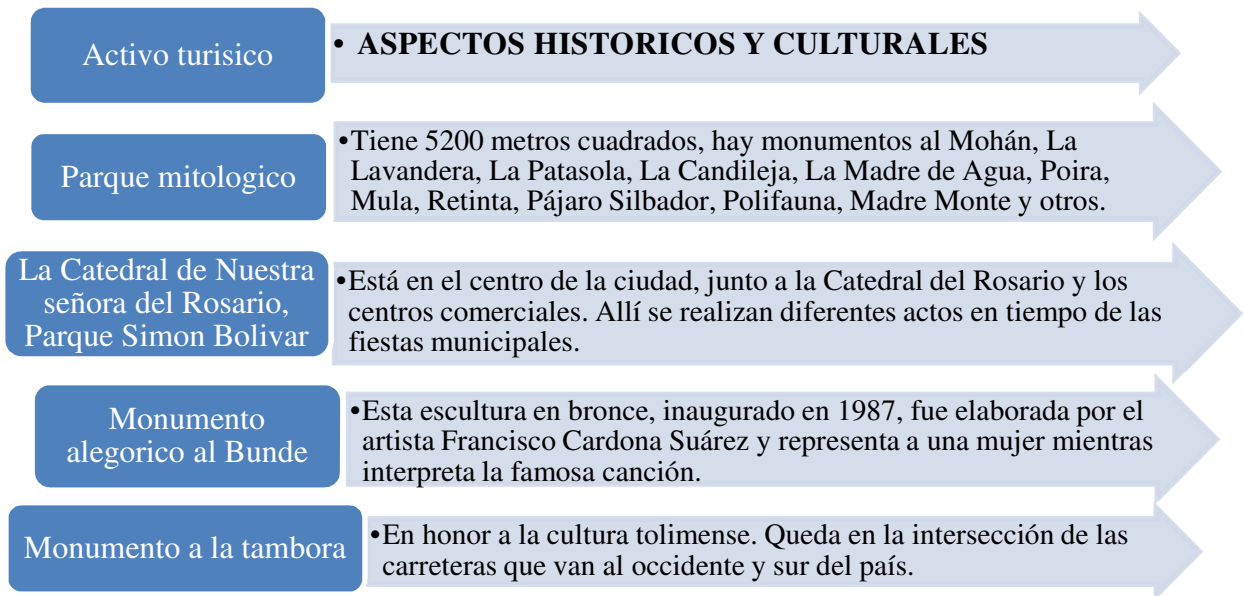 Activo turisico
• ASPECTOS HISTORICOS Y CULTURALES
Parque mitologico
•Tiene 5200 metros cuadrados, hay monumentos al Mohán, La
Lavandera, La Patasola, La Candileja, La Madre de Agua, Poira,
Mula, Retinta, Pájaro Silbador, Polifauna, Madre Monte y otros.
La Catedral de Nuestra
señora del Rosario,
Parque Simon Bolivar
•Está en el centro de la ciudad, junto a la Catedral del Rosario y los
centros comerciales. Allí se realizan diferentes actos en tiempo de las
fiestas municipales.
Monumento
alegorico al Bunde
•Esta escultura en bronce, inaugurado en 1987, fue elaborada por el
artista Francisco Cardona Suárez y representa a una mujer mientras
interpreta la famosa canción.
Monumento a la tambora
•En honor a la cultura tolimense. Queda en la intersección de las
carreteras que van al occidente y sur del país.